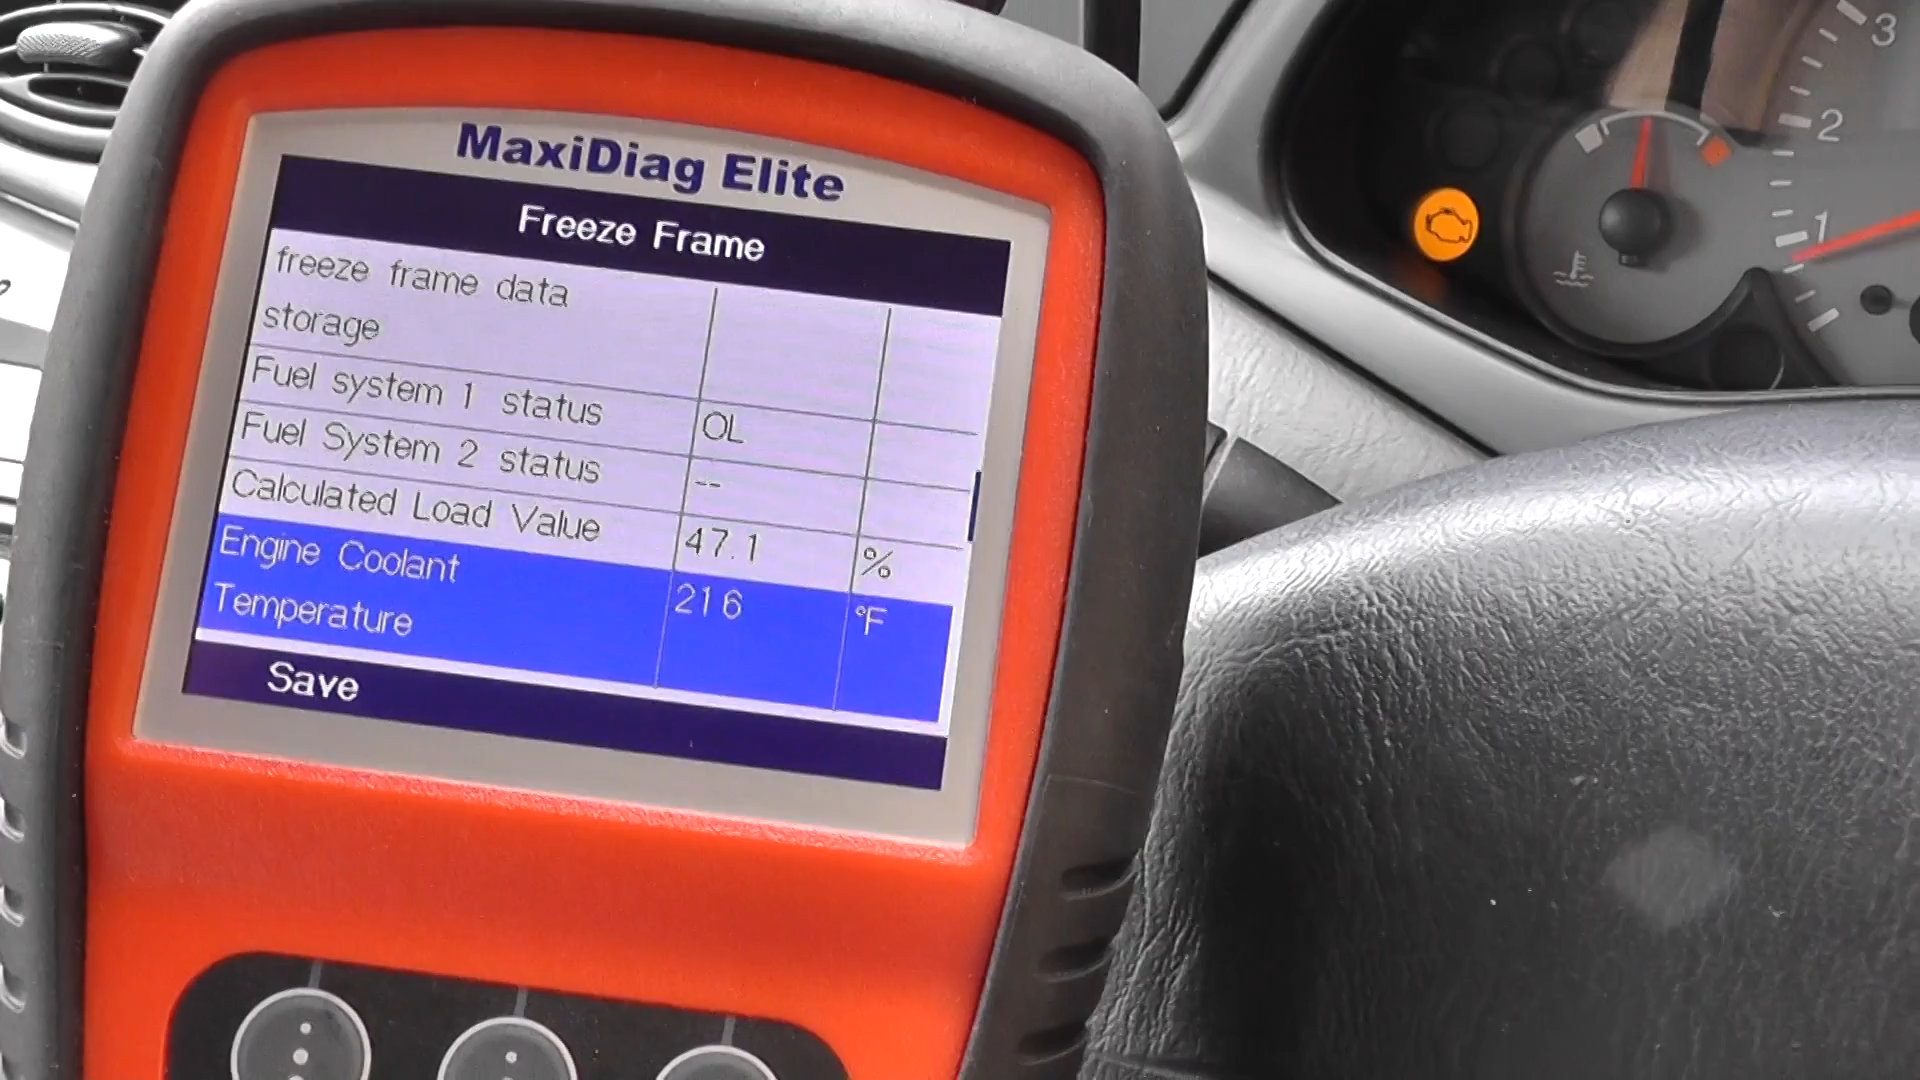 MaxiDiag Elite
Freeze Frame
freeze frame data
storage
Fuel system 1 status OL
Fuel System 2 status --
Calculated Load Value 47.1 %
Engine Coolant 216 °F
Temperature
Save
3
2
1